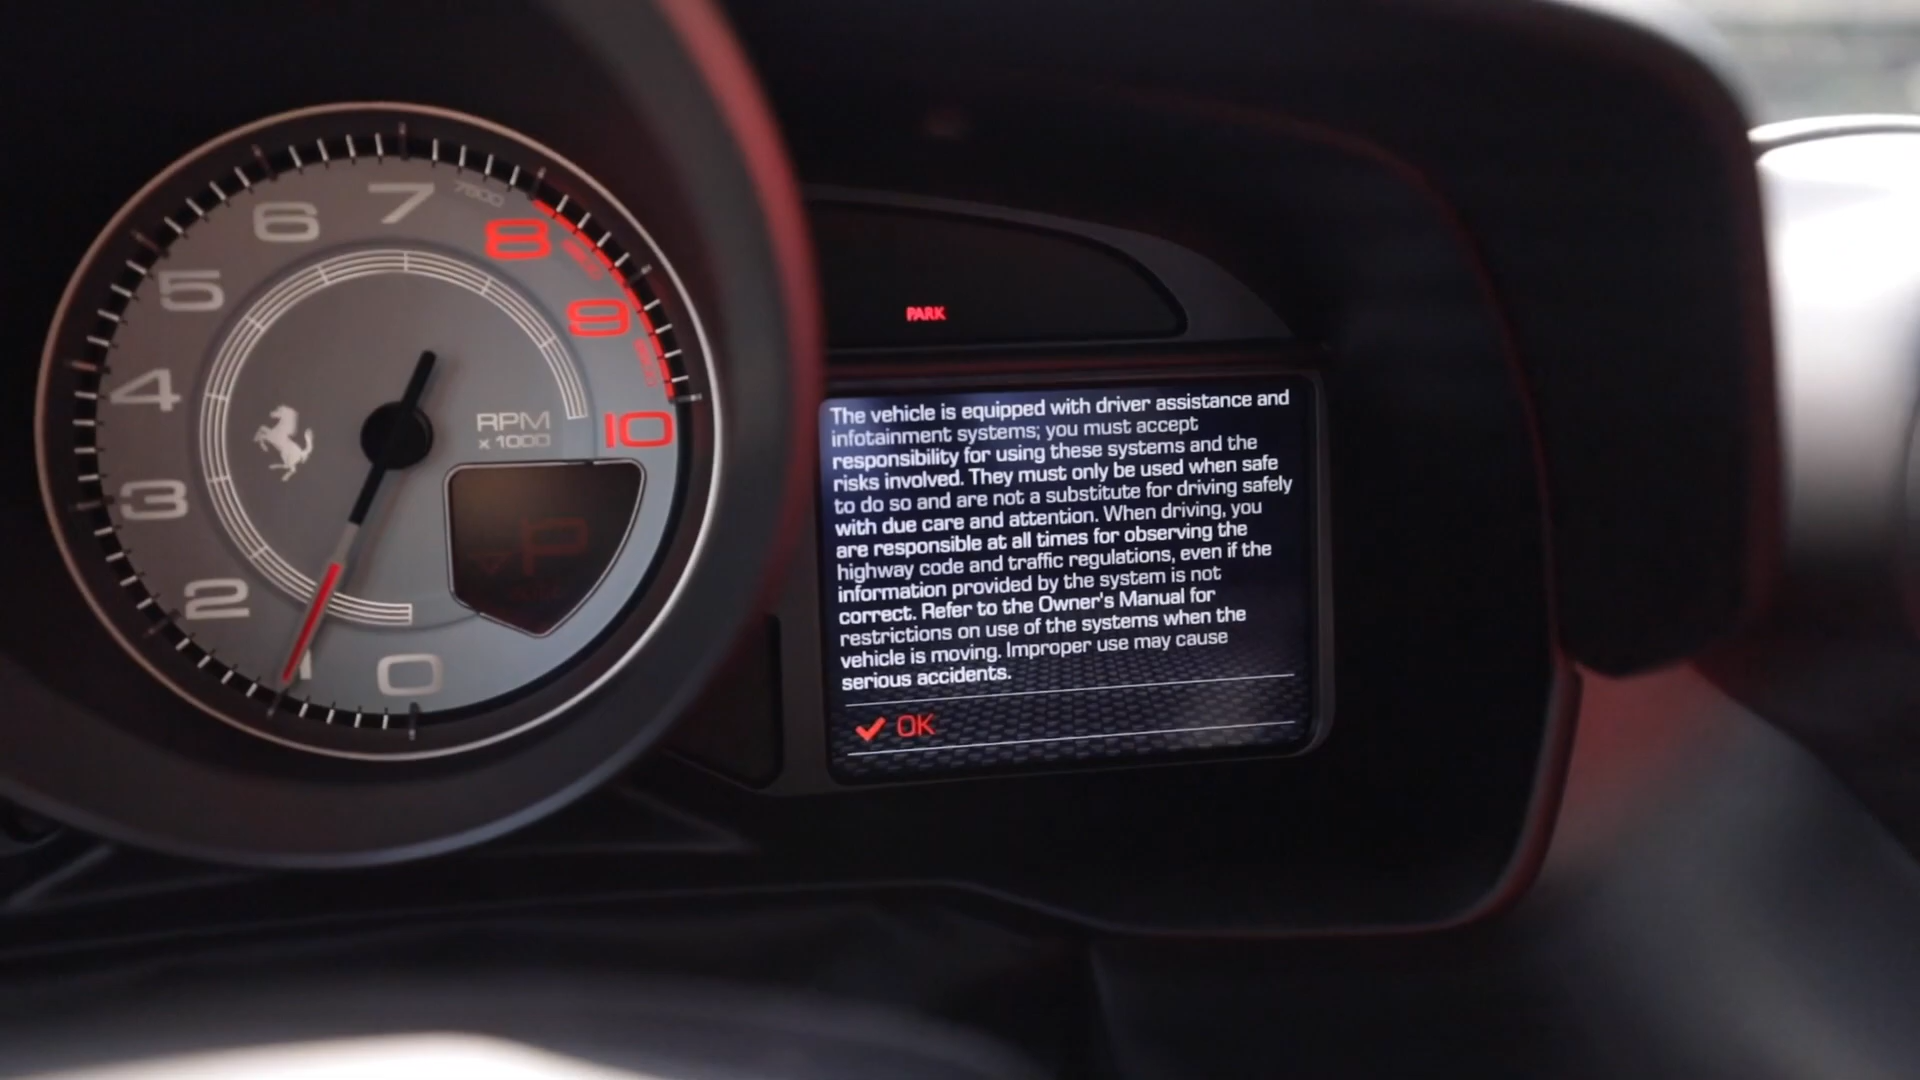 7
7500
6
8
5
9
4
RPM
x 1000
10
3
P
2
1
0
PARK
The vehicle is equipped with driver assistance and
infotainment systems; you must accept
responsibility for using these systems and the
risks involved. They must only be used when safe
to do so and are not a substitute for driving safely
with due care and attention. When driving, you
are responsible at all times for observing the
highway code and traffic regulations, even if the
information provided by the system is not
correct. Refer to the Owner's Manual for
restrictions on use of the systems when the
vehicle is moving. Improper use may cause
serious accidents.
OK